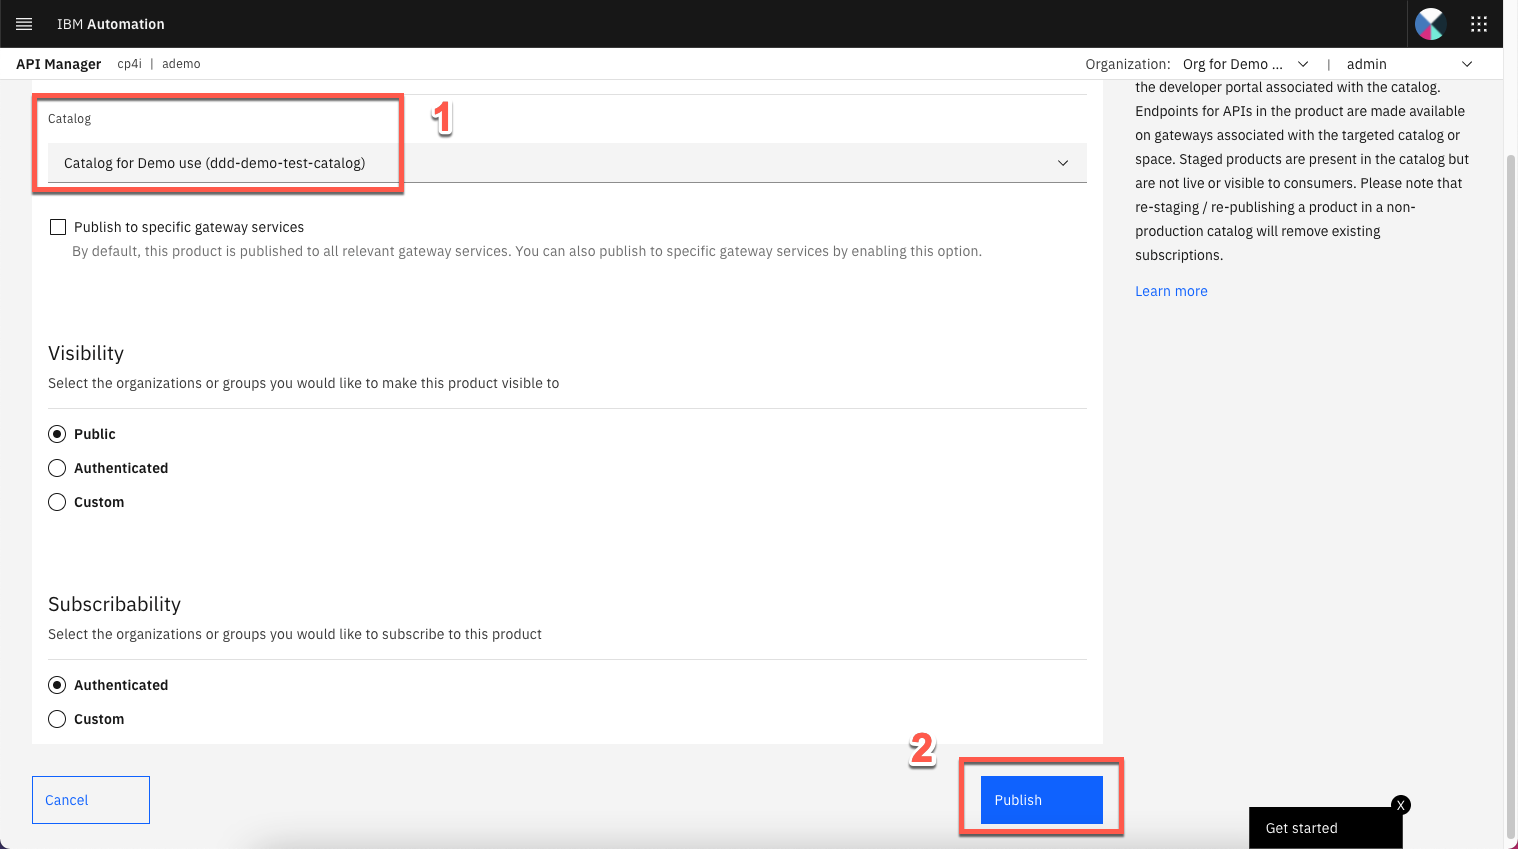 IBM Automation
API Manager cp4i | ademo
Organization: Org for Demo ... | admin
Catalog
1
Catalog for Demo use (ddd-demo-test-catalog)
Publish to specific gateway services
By default, this product is published to all relevant gateway services. You can also publish to specific gateway services by enabling this option.
Visibility
Select the organizations or groups you would like to make this product visible to
Public
Authenticated
Custom
Subscribability
Select the organizations or groups you would like to subscribe to this product
Authenticated
Custom
Cancel
2
Publish
the developer portal associated with the catalog.
Endpoints for APIs in the product are made available
on gateways associated with the targeted catalog or
space. Staged products are present in the catalog but
are not live or visible to consumers. Please note that
re-staging / re-publishing a product in a non-
production catalog will remove existing
subscriptions.
Learn more
X
Get started